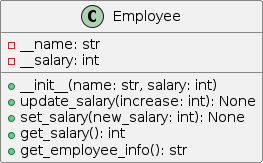 C Employee
__name: str
__salary: int
__init__(name: str, salary: int)
update_salary(increase: int): None
set_salary(new_salary: int): None
get_salary(): int
get_employee_info(): str